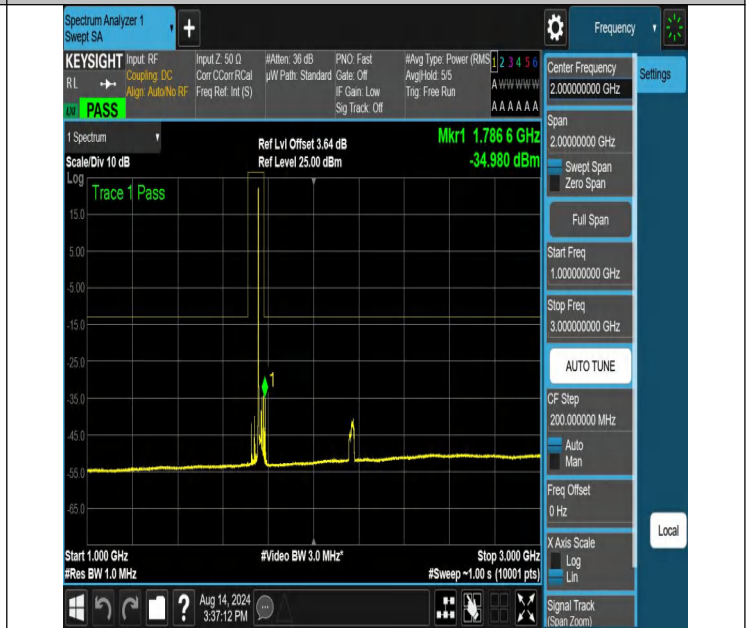 Spectrum Analyzer 1
Swept SA
+
Frequency
KEYSIGHT
RL
PASS
Input: RF
Coupling: DC
Align: Auto/No RF
Input Z: 50 Ω
Corr CCorr RCal
Freq Ref: Int (S)
#Atten: 36 dB
µW Path: Standard
PNO: Fast
Gate: Off
IF Gain: Low
Sig Track: Off
#Avg Type: Power (RMS
Avg|Hold: 5/5
Trig: Free Run
1 2 3 4 5 6
A W W W W W
A A A A A A
Center Frequency
2.000000000 GHz
Settings
Span
2.00000000 GHz
Swept Span
Zero Span
Full Span
Start Freq
1.000000000 GHz
Stop Freq
3.000000000 GHz
AUTO TUNE
CF Step
200.000000 MHz
Auto
Man
Freq Offset
0 Hz
X Axis Scale
Log
Lin
Signal Track
(Span Zoom)
Local
1 Spectrum
Scale/Div 10 dB
Ref Lvl Offset 3.64 dB
Ref Level 25.00 dBm
Mkr1 1.786 6 GHz
-34.980 dBm
Log
Trace 1 Pass
15.0
5.00
-5.00
-15.0
-25.0
-35.0
-45.0
-55.0
-65.0
1
Start 1.000 GHz
#Res BW 1.0 MHz
#Video BW 3.0 MHz*
Stop 3.000 GHz
#Sweep ~1.00 s (10001 pts)
?
Aug 14, 2024
3:37:12 PM